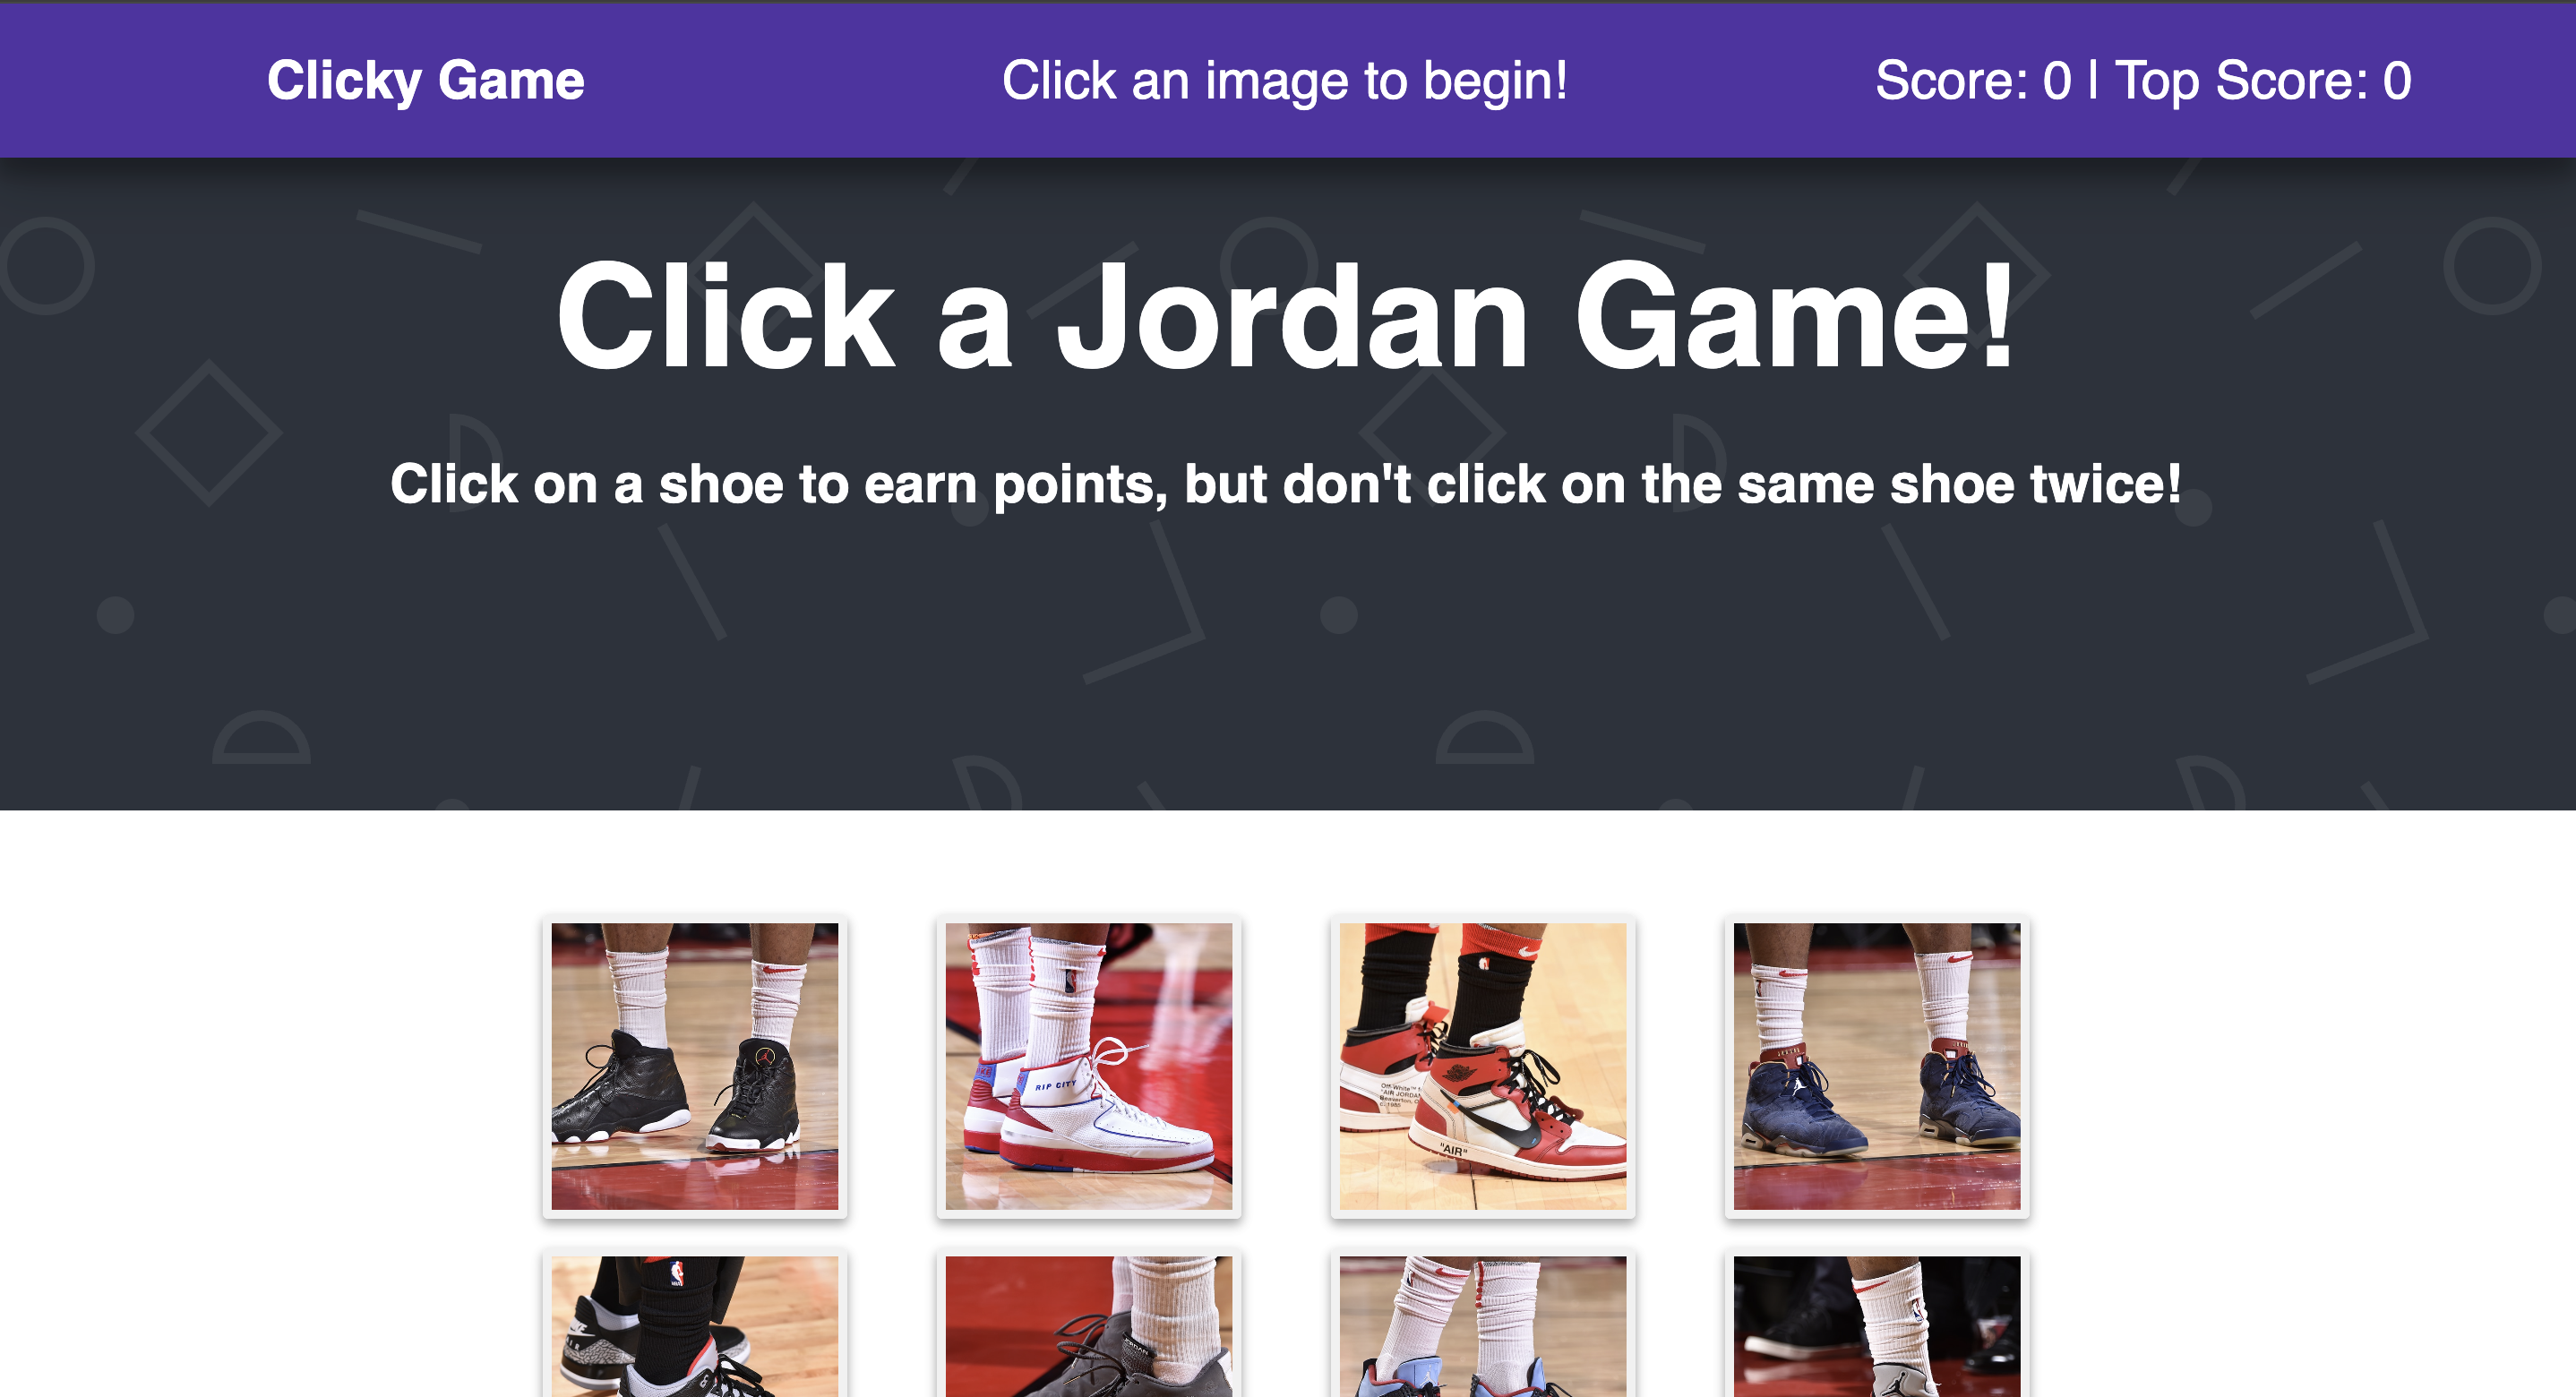 Clicky Game
Click an image to begin!
Score: 0 | Top Score: 0
Click a Jordan Game!
Click on a shoe to earn points, but don't click on the same shoe twice!
RIP CITY
"AIR"